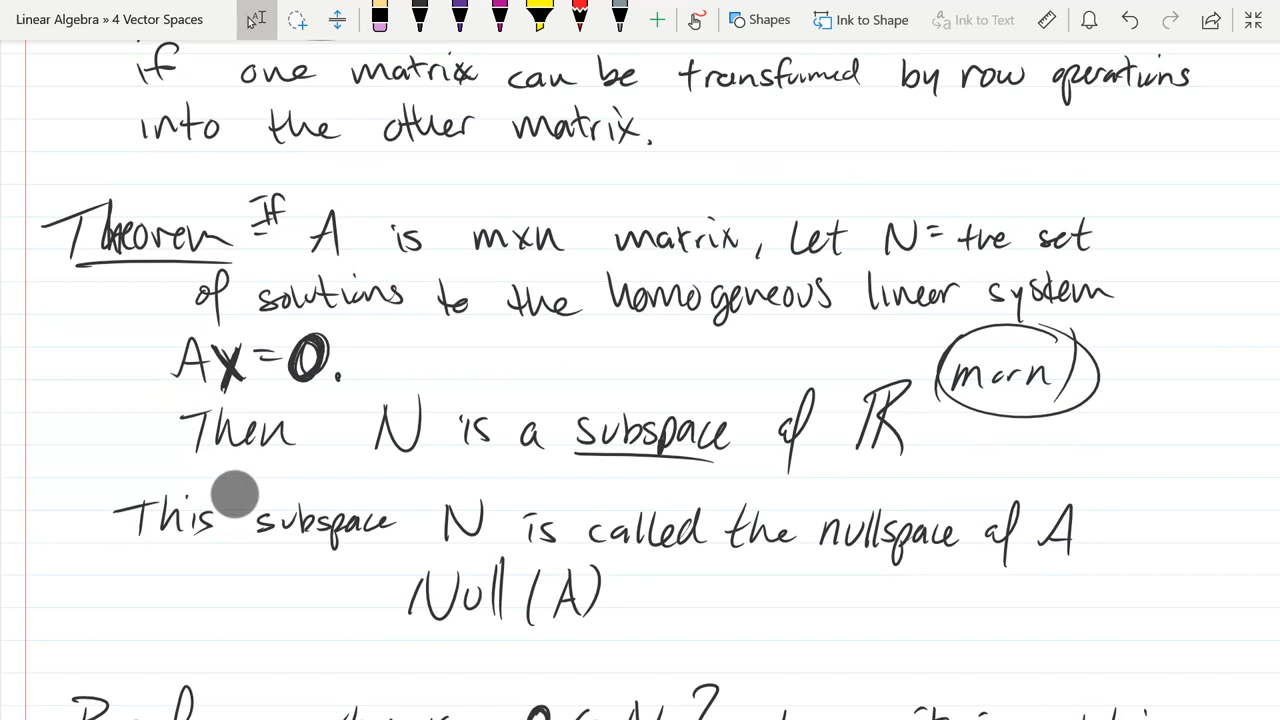 Linear Algebra » 4 Vector Spaces
Shapes
Ink to Shape
Ink to Text
if one matrix can be transformed by row operations
into the other matrix.
Theorem If A is mxn matrix, Let N = the set
of solutions to the homogeneous linear system
Ax = 0.
Then N is a subspace of ℝ (m or n)
This subspace N is called the nullspace of A
Null(A)